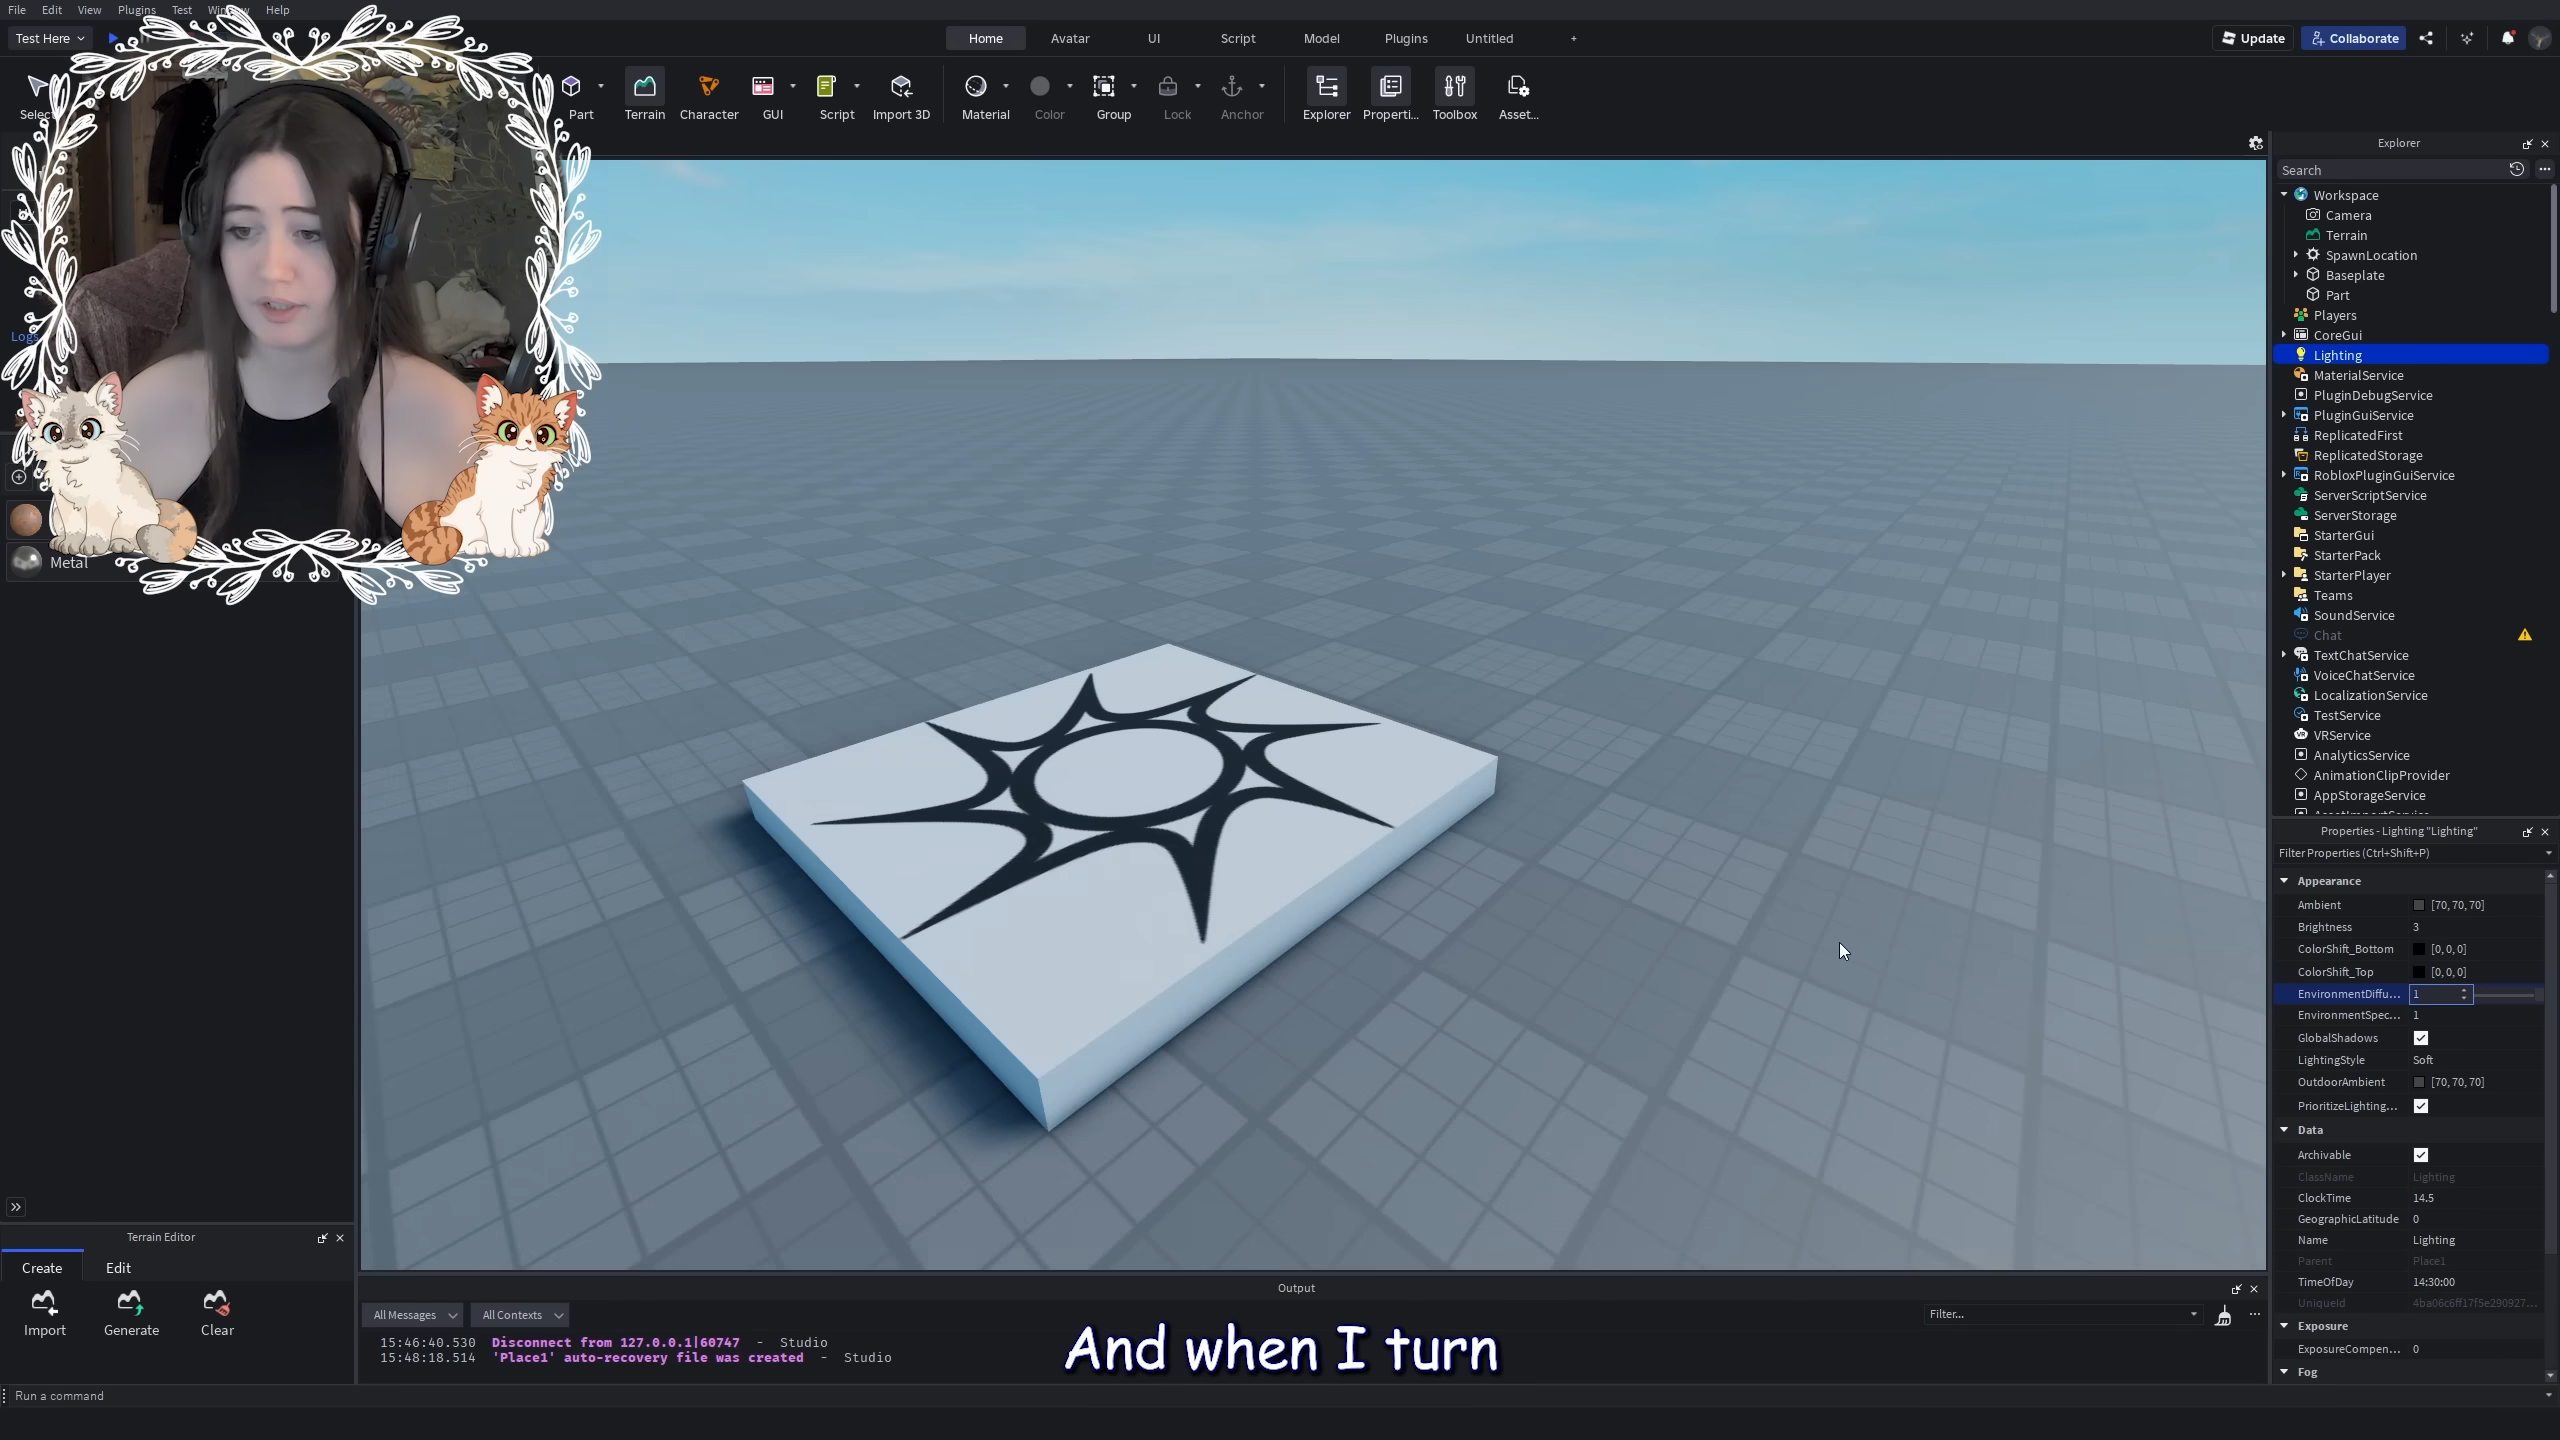 File Edit View Plugins Test Help
Test Here
Home Avatar UI Script Model Plugins Untitled +
Update Collaborate
Select Part Terrain Character GUI Script Import 3D Material Color Group Lock Anchor Explorer Properti... Toolbox Asset...
Logs
Metal
Explorer
Search
Workspace
Camera
Terrain
SpawnLocation
Baseplate
Part
Players
CoreGui
Lighting
MaterialService
PluginDebugService
PluginGuiService
ReplicatedFirst
ReplicatedStorage
RobloxPluginGuiService
ServerScriptService
ServerStorage
StarterGui
StarterPack
StarterPlayer
Teams
SoundService
Chat
TextChatService
VoiceChatService
LocalizationService
TestService
VRService
AnalyticsService
AnimationClipProvider
AppStorageService
Properties - Lighting "Lighting"
Filter Properties (Ctrl+Shift+P)
Appearance
Ambient [70, 70, 70]
Brightness 3
ColorShift_Bottom [0, 0, 0]
ColorShift_Top [0, 0, 0]
EnvironmentDiffu... 1
EnvironmentSpec... 1
GlobalShadows
LightingStyle Soft
OutdoorAmbient [70, 70, 70]
PrioritizeLighting...
Data
Archivable
ClassName Lighting
ClockTime 14.5
GeographicLatitude 0
Name Lighting
Parent Place1
TimeOfDay 14:30:00
UniqueId 4ba06c6ff17f5e290927...
Exposure
ExposureCompen... 0
Fog
Terrain Editor
Create Edit
Import Generate Clear
Output
All Messages All Contexts Filter...
15:46:40.530 Disconnect from 127.0.0.1|60747 - Studio
15:48:18.514 'Place1' auto-recovery file was created - Studio
And when I turn
Run a command